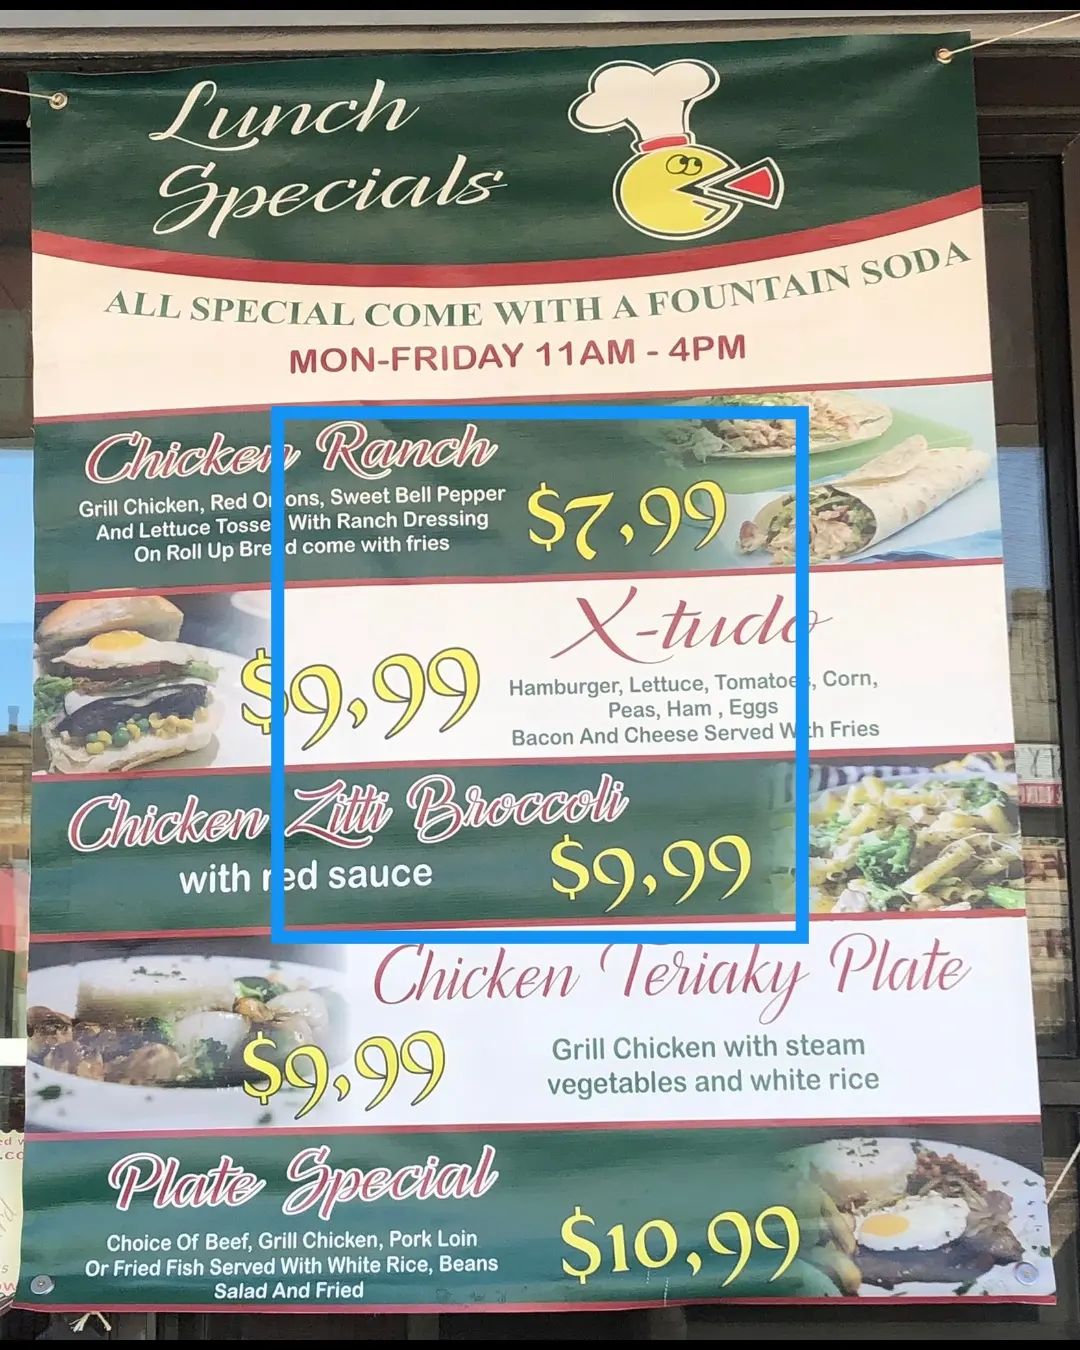 Lunch
Specials
ALL SPECIAL COME WITH A FOUNTAIN SODA
MON-FRIDAY 11AM - 4PM
Chicken Ranch
Grill Chicken, Red Onions, Sweet Bell Pepper
And Lettuce Tossed With Ranch Dressing
On Roll Up Bread come with fries
$7,99
X-tudo
$9,99
Hamburger, Lettuce, Tomatoes, Corn,
Peas, Ham , Eggs
Bacon And Cheese Served With Fries
Chicken Zitti Broccoli
with red sauce
$9,99
Chicken Teriaky Plate
$9,99
Grill Chicken with steam
vegetables and white rice
Plate Special
Choice Of Beef, Grill Chicken, Pork Loin
Or Fried Fish Served With White Rice, Beans
Salad And Fried
$10,99